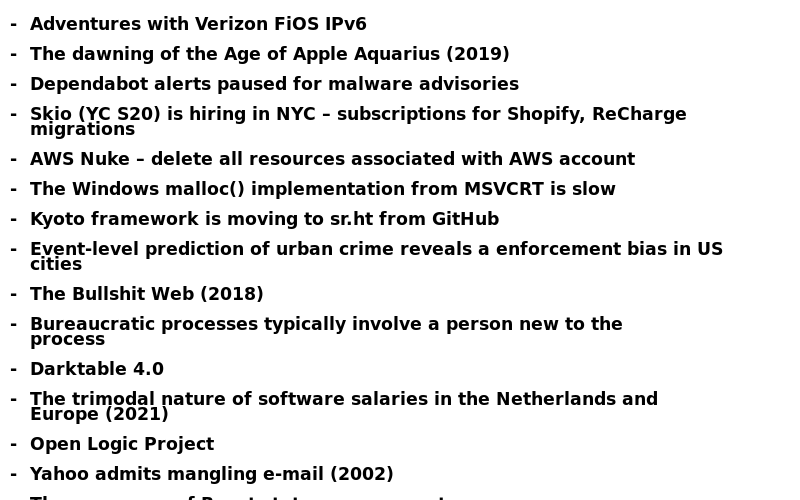 - Adventures with Verizon FiOS IPv6
- The dawning of the Age of Apple Aquarius (2019)
- Dependabot alerts paused for malware advisories
- Skio (YC S20) is hiring in NYC – subscriptions for Shopify, ReCharge
migrations
- AWS Nuke – delete all resources associated with AWS account
- The Windows malloc() implementation from MSVCRT is slow
- Kyoto framework is moving to sr.ht from GitHub
- Event-level prediction of urban crime reveals a enforcement bias in US
cities
- The Bullshit Web (2018)
- Bureaucratic processes typically involve a person new to the
process
- Darktable 4.0
- The trimodal nature of software salaries in the Netherlands and
Europe (2021)
- Open Logic Project
- Yahoo admits mangling e-mail (2002)